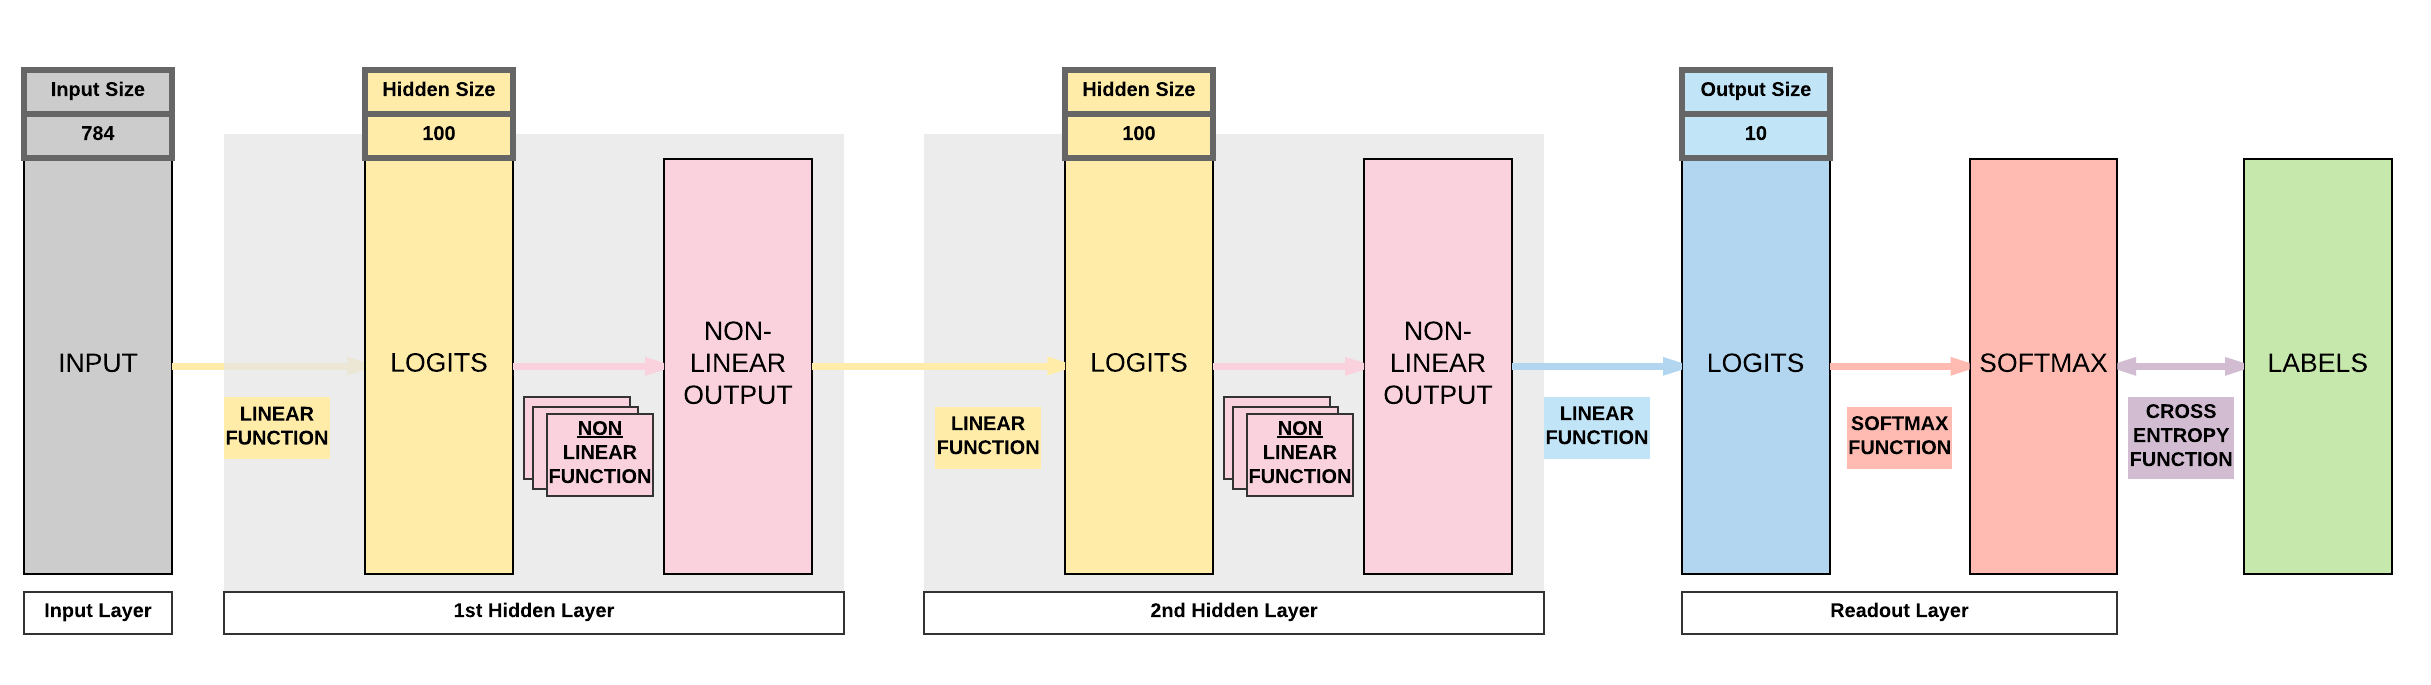 Input Size
784
INPUT
Input Layer
LINEAR
FUNCTION
Hidden Size
100
LOGITS
NON
LINEAR
FUNCTION
NON-
LINEAR
OUTPUT
1st Hidden Layer
LINEAR
FUNCTION
Hidden Size
100
LOGITS
NON
LINEAR
FUNCTION
NON-
LINEAR
OUTPUT
2nd Hidden Layer
LINEAR
FUNCTION
Output Size
10
LOGITS
SOFTMAX
FUNCTION
SOFTMAX
Readout Layer
CROSS
ENTROPY
FUNCTION
LABELS